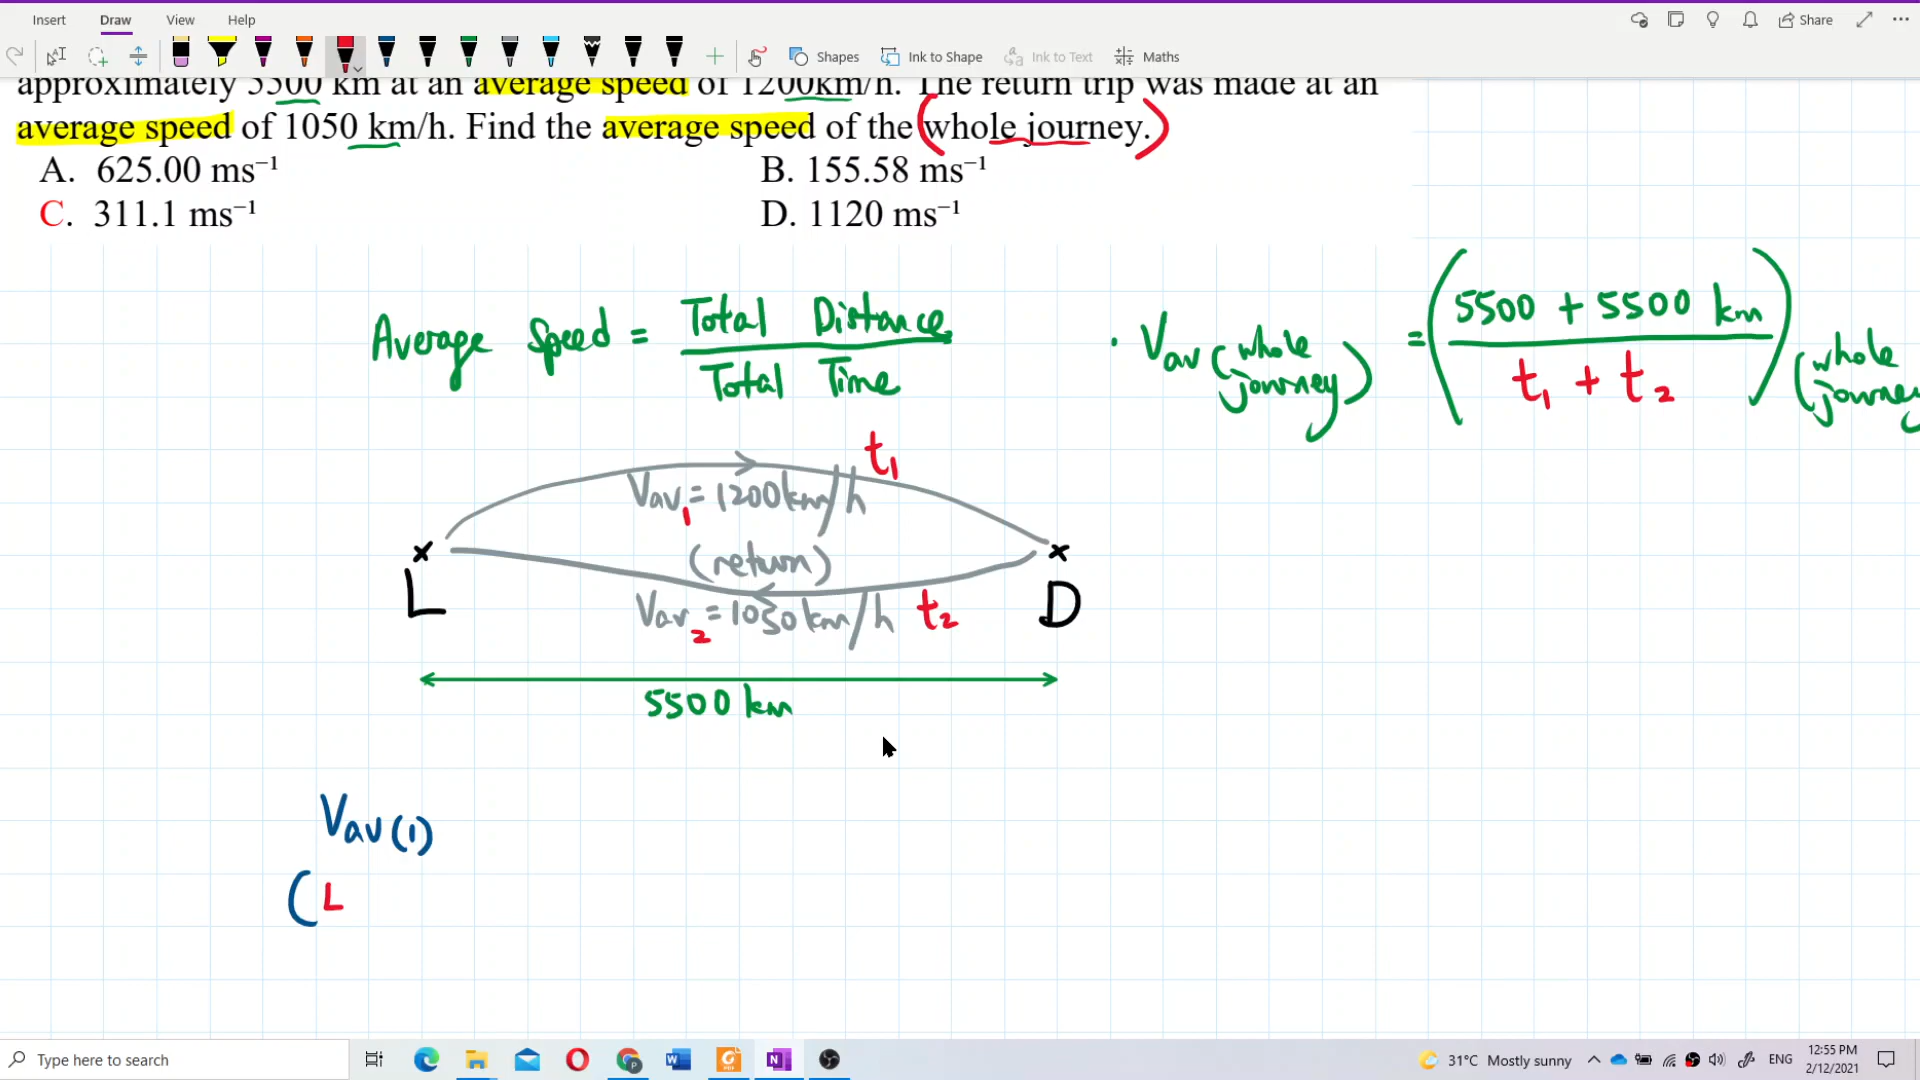 Insert Draw View Help
Share
Shapes Ink to Shape Ink to Text Maths
approximately 5500 km at an average speed of 1200km/h. The return trip was made at an
average speed of 1050 km/h. Find the average speed of the (whole journey.)
A. 625.00 ms⁻¹ B. 155.58 ms⁻¹
C. 311.1 ms⁻¹ D. 1120 ms⁻¹
Average Speed = Total Distance / Total Time
· Vav (whole journey) = (5500 + 5500 km / t₁ + t₂) (whole journey
t₁
Vav₁ = 1200km/h
(return)
Vav₂ = 1050km/h t₂
L D
5500 km
Vav(1)
(L
Type here to search
31°C Mostly sunny
ENG
12:55 PM
2/12/2021